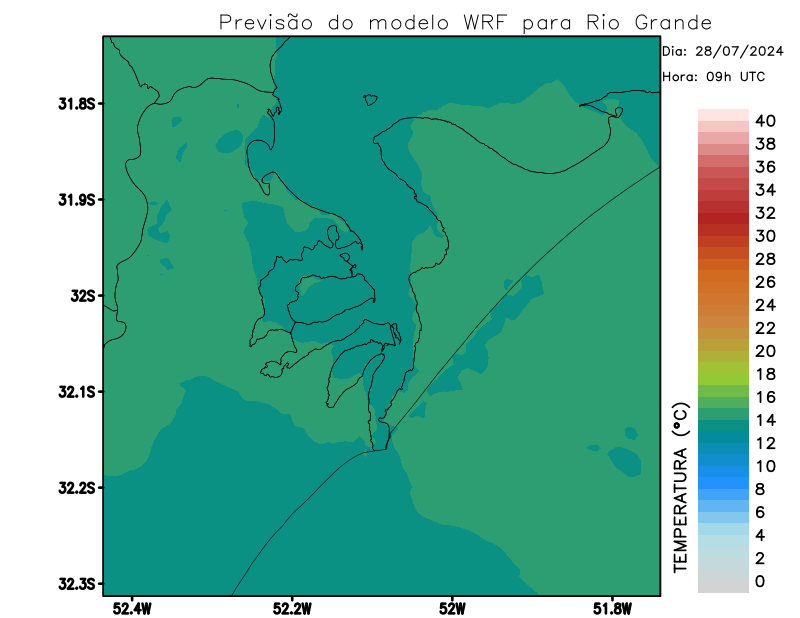 Previsão do modelo WRF para Rio Grande
Dia: 28/07/2024
Hora: 09h UTC
31.8S
31.9S
32S
32.1S
32.2S
32.3S
52.4W
52.2W
52W
51.8W
TEMPERATURA (°C)
40
38
36
34
32
30
28
26
24
22
20
18
16
14
12
10
8
6
4
2
0